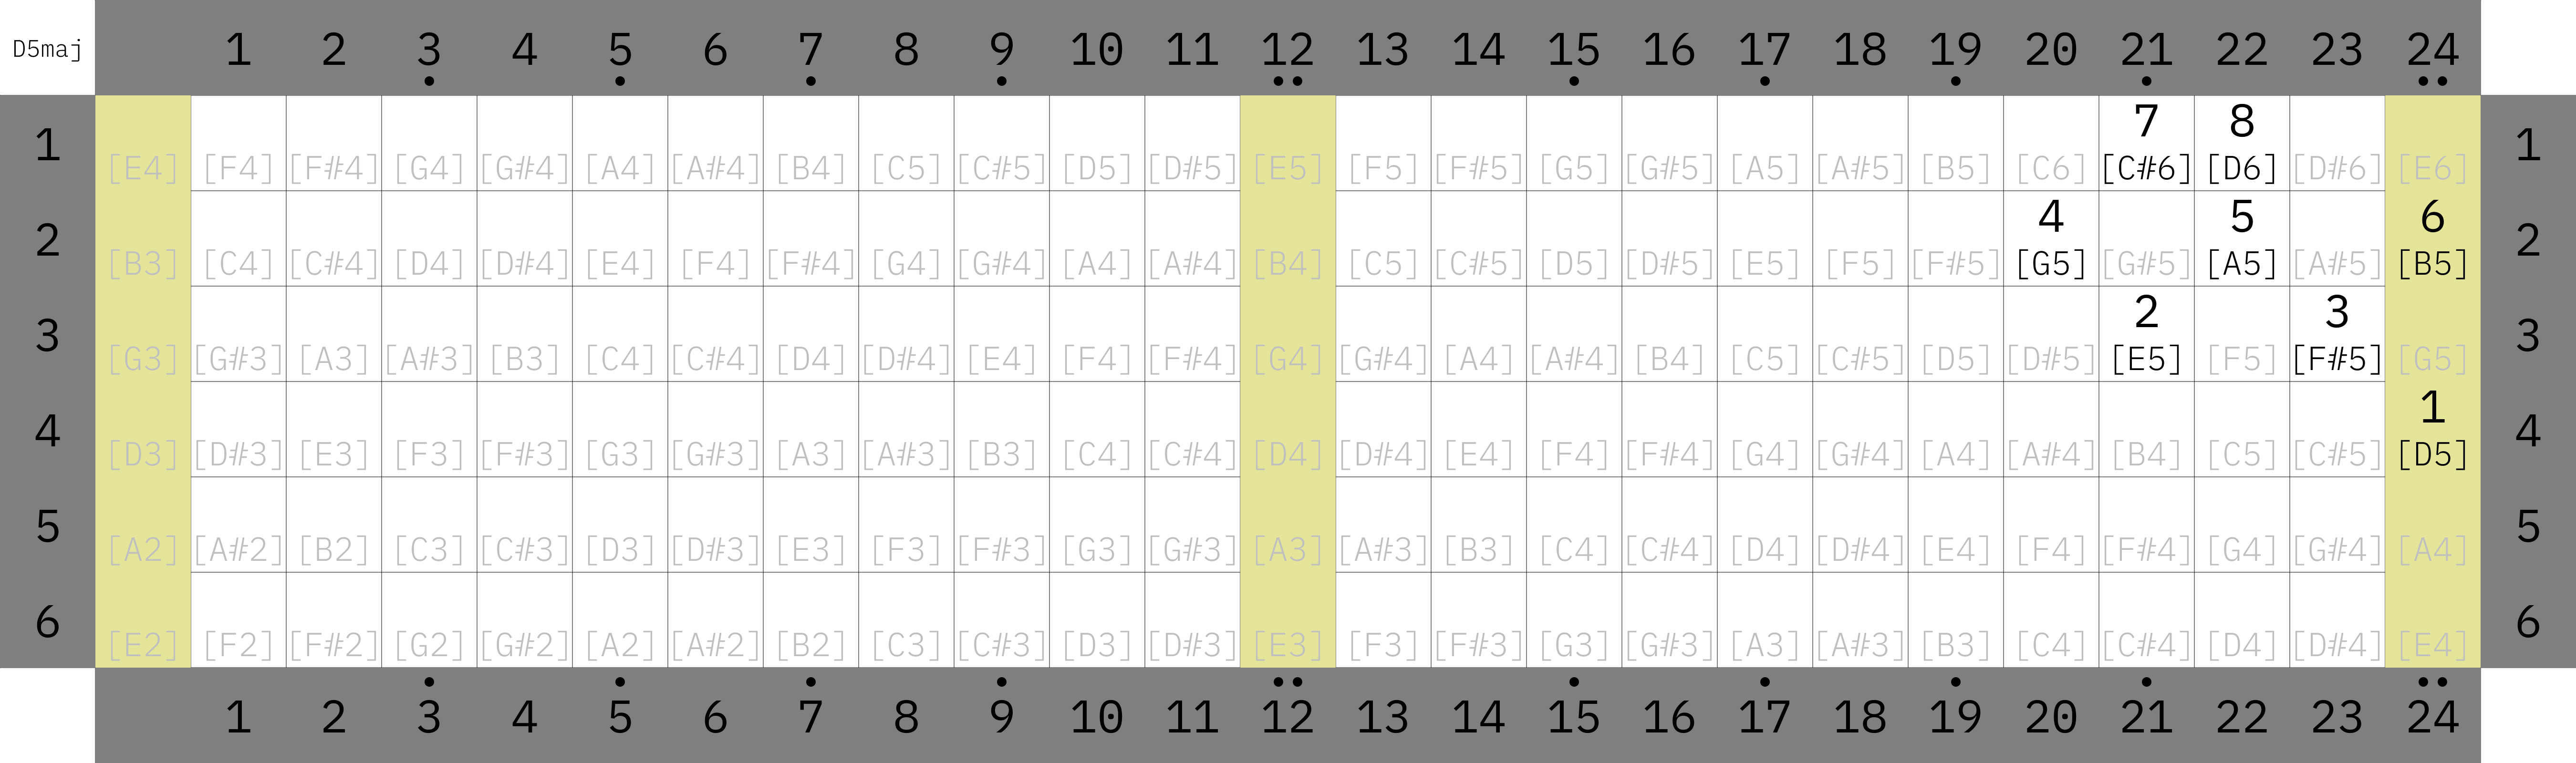 D5maj 1 2 3 4 5 6 7 8 9 10 11 12 13 14 15 16 17 18 19 20 21 22 23 24
7 8
1 [E4] [F4] [F#4] [G4] [G#4] [A4] [A#4] [B4] [C5] [C#5] [D5] [D#5] [E5] [F5] [F#5] [G5] [G#5] [A5] [A#5] [B5] [C6] [C#6] [D6] [D#6] [E6] 1
4 5 6
2 [B3] [C4] [C#4] [D4] [D#4] [E4] [F4] [F#4] [G4] [G#4] [A4] [A#4] [B4] [C5] [C#5] [D5] [D#5] [E5] [F5] [F#5] [G5] [G#5] [A5] [A#5] [B5] 2
2 3
3 [G3] [G#3] [A3] [A#3] [B3] [C4] [C#4] [D4] [D#4] [E4] [F4] [F#4] [G4] [G#4] [A4] [A#4] [B4] [C5] [C#5] [D5] [D#5] [E5] [F5] [F#5] [G5] 3
1
4 [D3] [D#3] [E3] [F3] [F#3] [G3] [G#3] [A3] [A#3] [B3] [C4] [C#4] [D4] [D#4] [E4] [F4] [F#4] [G4] [G#4] [A4] [A#4] [B4] [C5] [C#5] [D5] 4
5 [A2] [A#2] [B2] [C3] [C#3] [D3] [D#3] [E3] [F3] [F#3] [G3] [G#3] [A3] [A#3] [B3] [C4] [C#4] [D4] [D#4] [E4] [F4] [F#4] [G4] [G#4] [A4] 5
6 [E2] [F2] [F#2] [G2] [G#2] [A2] [A#2] [B2] [C3] [C#3] [D3] [D#3] [E3] [F3] [F#3] [G3] [G#3] [A3] [A#3] [B3] [C4] [C#4] [D4] [D#4] [E4] 6
1 2 3 4 5 6 7 8 9 10 11 12 13 14 15 16 17 18 19 20 21 22 23 24